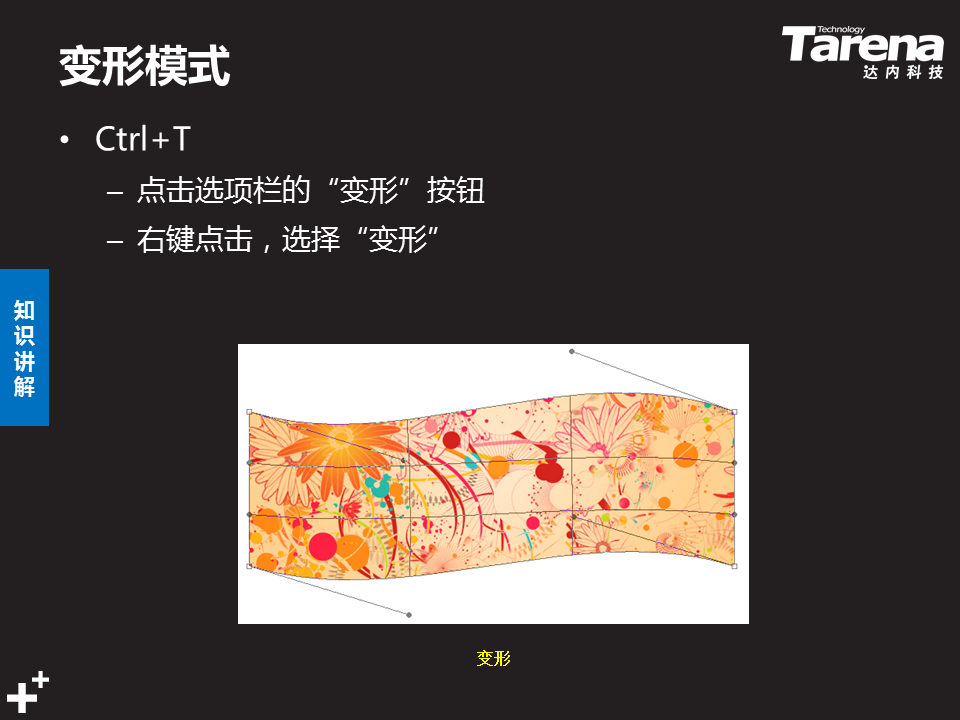 变形模式
Technology
Tarena
达内科技
• Ctrl+T
– 点击选项栏的“变形”按钮
– 右键点击，选择“变形”
知识讲解
变形